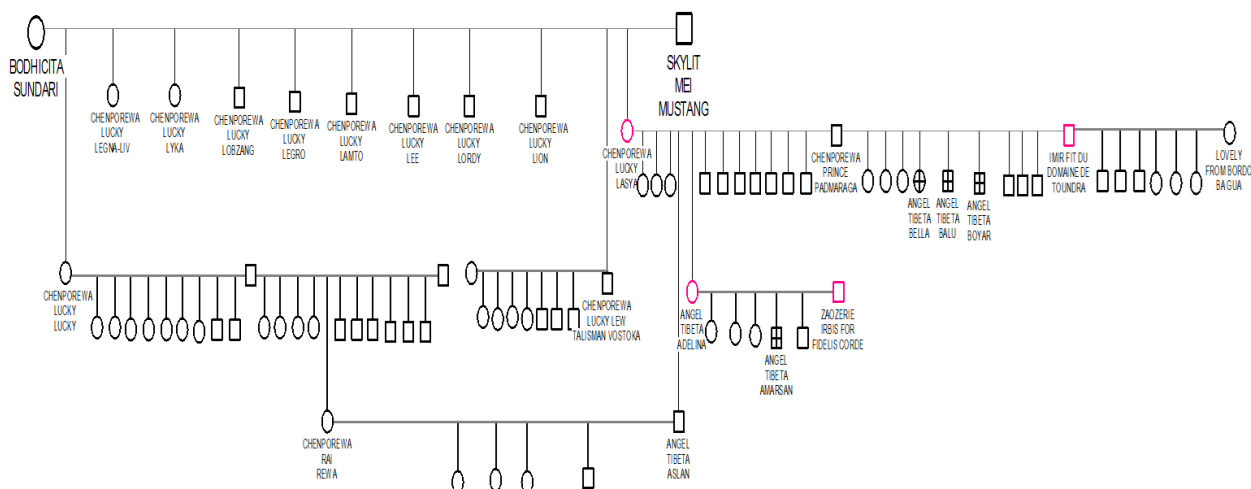 BODHICITA
SUNDARI
SKYLIT
MEI
MUSTANG
CHENPOREWA
LUCKY
LEGNA-LIV
CHENPOREWA
LUCKY
LYKA
CHENPOREWA
LUCKY
LOBZANG
CHENPOREWA
LUCKY
LEGRO
CHENPOREWA
LUCKY
LAMTO
CHENPOREWA
LUCKY
LEE
CHENPOREWA
LUCKY
LORDY
CHENPOREWA
LUCKY
LION
CHENPOREWA
LUCKY
LASYA
CHENPOREWA
PRINCE
PADMARAGA
ANGEL
TIBETA
BELLA
ANGEL
TIBETA
BALU
ANGEL
TIBETA
BOYAR
IMIR FIT DU
DOMAINE DE
TOUNDRA
LOVELY
FROM BORDO
BAGUA
CHENPOREWA
LUCKY
LUCKY
CHENPOREWA
LUCKY LEW
TALISMAN VOSTOKA
ANGEL
TIBETA
ADELINA
ANGEL
TIBETA
AMARSAN
ZAOZERIE
IRBIS FOR
FIDELIS CORDE
CHENPOREWA
RAI
REWA
ANGEL
TIBETA
ASLAN